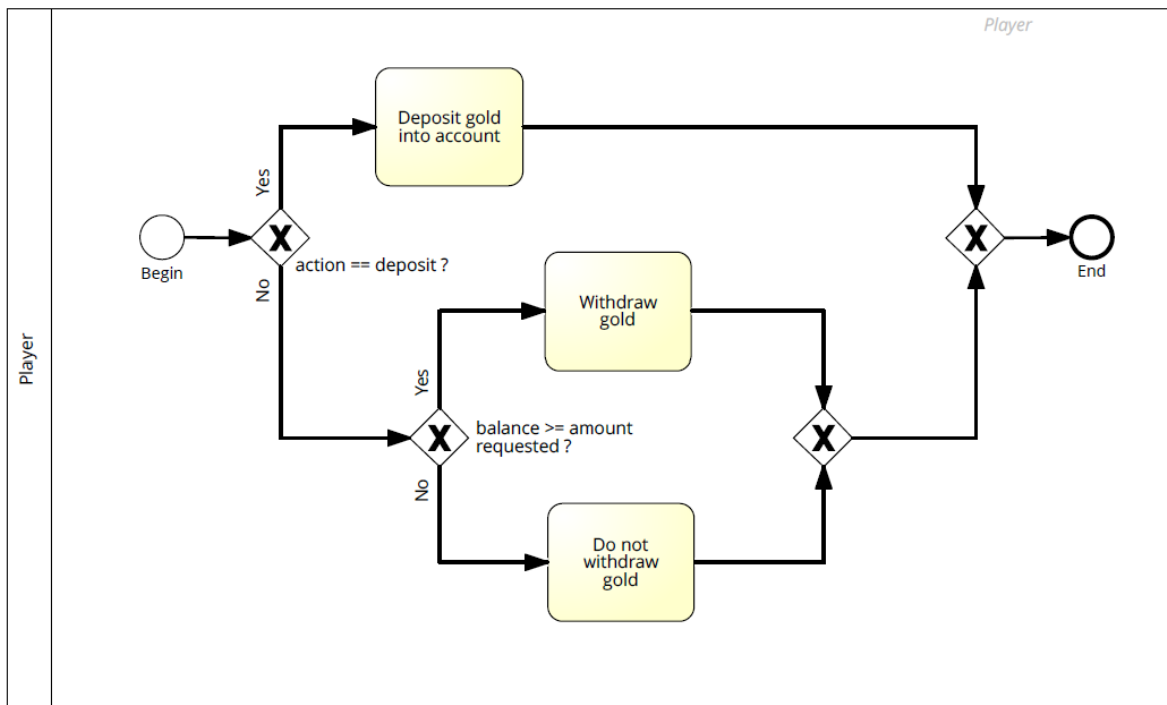 Player
Player
Deposit gold
into account
Yes
Begin
action == deposit ?
No
End
Withdraw
gold
Yes
balance >= amount
requested ?
No
Do not
withdraw
gold